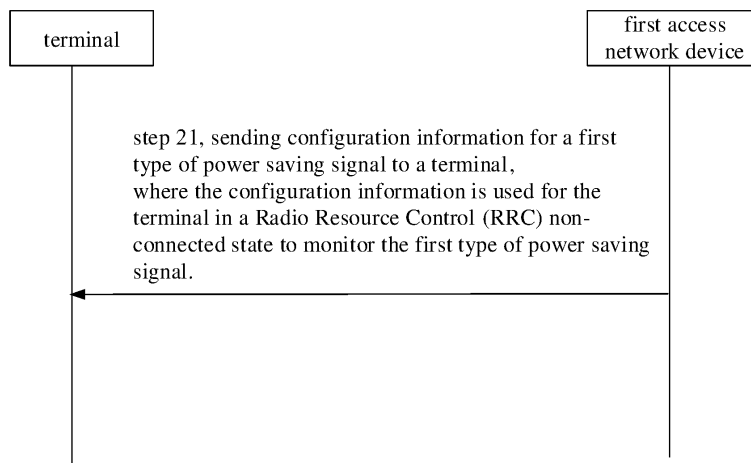 terminal
first access
network device
step 21, sending configuration information for a first
type of power saving signal to a terminal,
where the configuration information is used for the
terminal in a Radio Resource Control (RRC) non-
connected state to monitor the first type of power saving
signal.